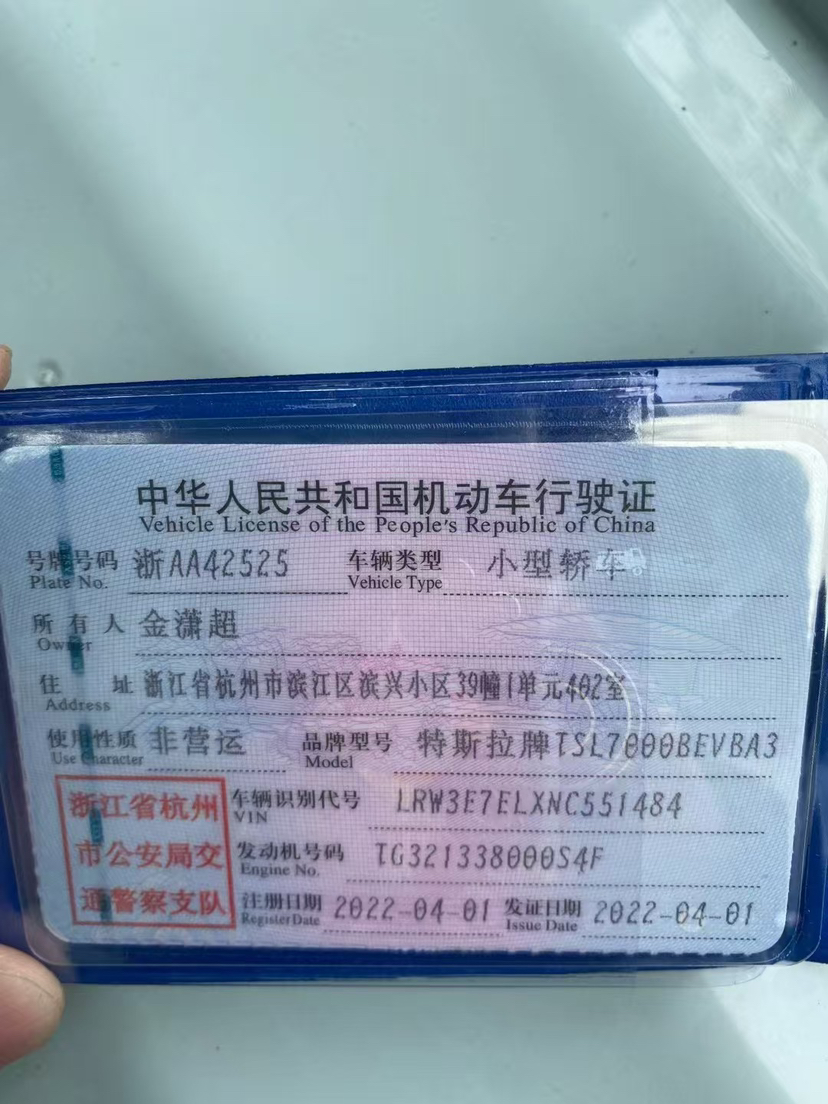 中华人民共和国机动车行驶证
Vehicle License of the People's Republic of China
号牌号码 浙AA42525 车辆类型 小型轿车
Plate No. Vehicle Type
所有人 金潇超
Owner
住址 浙江省杭州市滨江区滨兴小区39幢1单元402室
Address
使用性质 非营运 品牌型号 特斯拉牌TSL7000BEVBA3
Use Character Model
浙江省杭州 车辆识别代号 LRW3E7ELXNC551484
VIN
市公安局交 发动机号码 TG321338000S4F
Engine No.
通警察支队 注册日期 2022-04-01 发证日期 2022-04-01
Register Date Issue Date